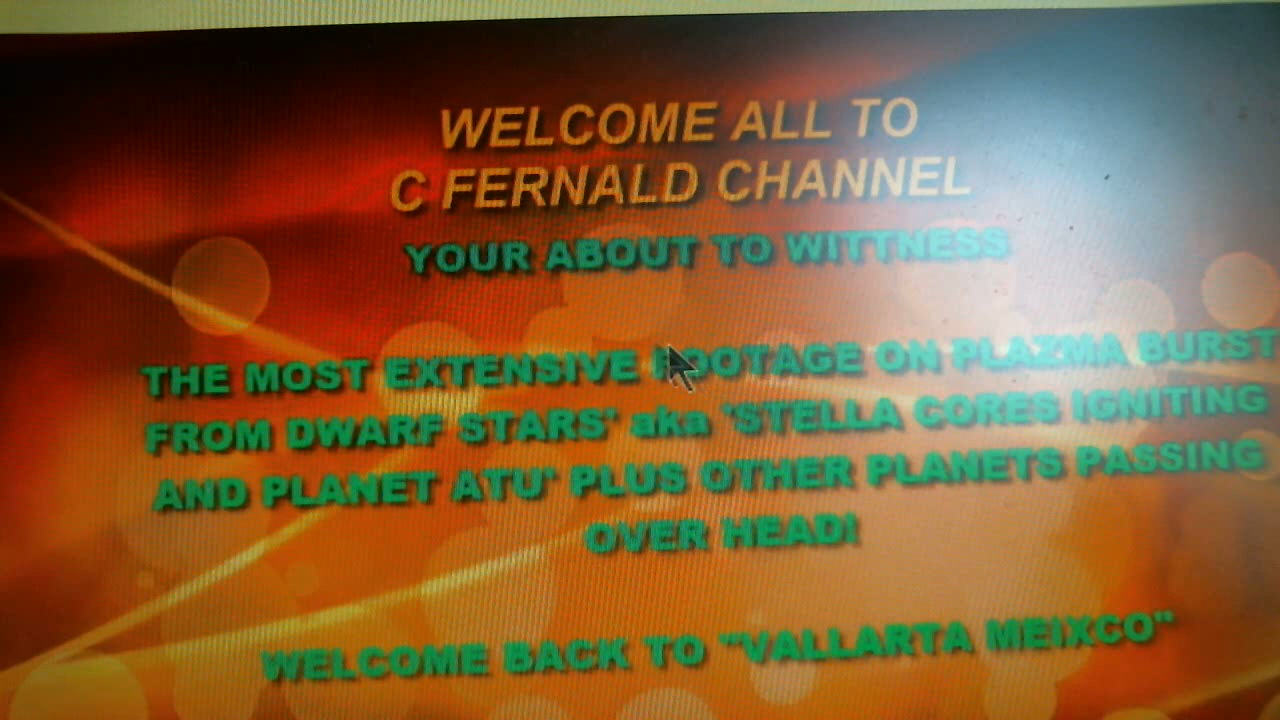 WELCOME ALL TO
C FERNALD CHANNEL
YOUR ABOUT TO WITTNESS
THE MOST EXTENSIVE FOOTAGE ON PLAZMA BURST
FROM DWARF STARS' aka 'STELLA CORES IGNITING
AND PLANET ATU' PLUS OTHER PLANETS PASSING
OVER HEAD!
WELCOME BACK TO "VALLARTA MEIXCO"